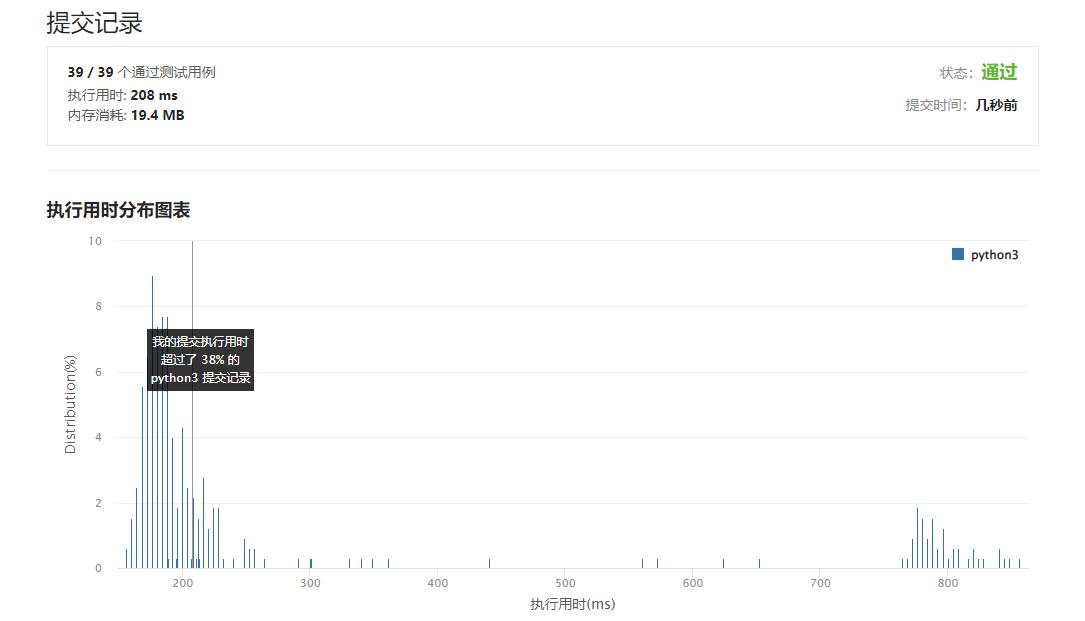 提交记录
39 / 39 个通过测试用例
状态：通过
执行用时: 208 ms
内存消耗: 19.4 MB
提交时间：几秒前
执行用时分布图表
10
python3
8
我的提交执行用时
超过了 38% 的
python3 提交记录
6
Distribution(%)
4
2
0
200 300 400 500 600 700 800
执行用时(ms)